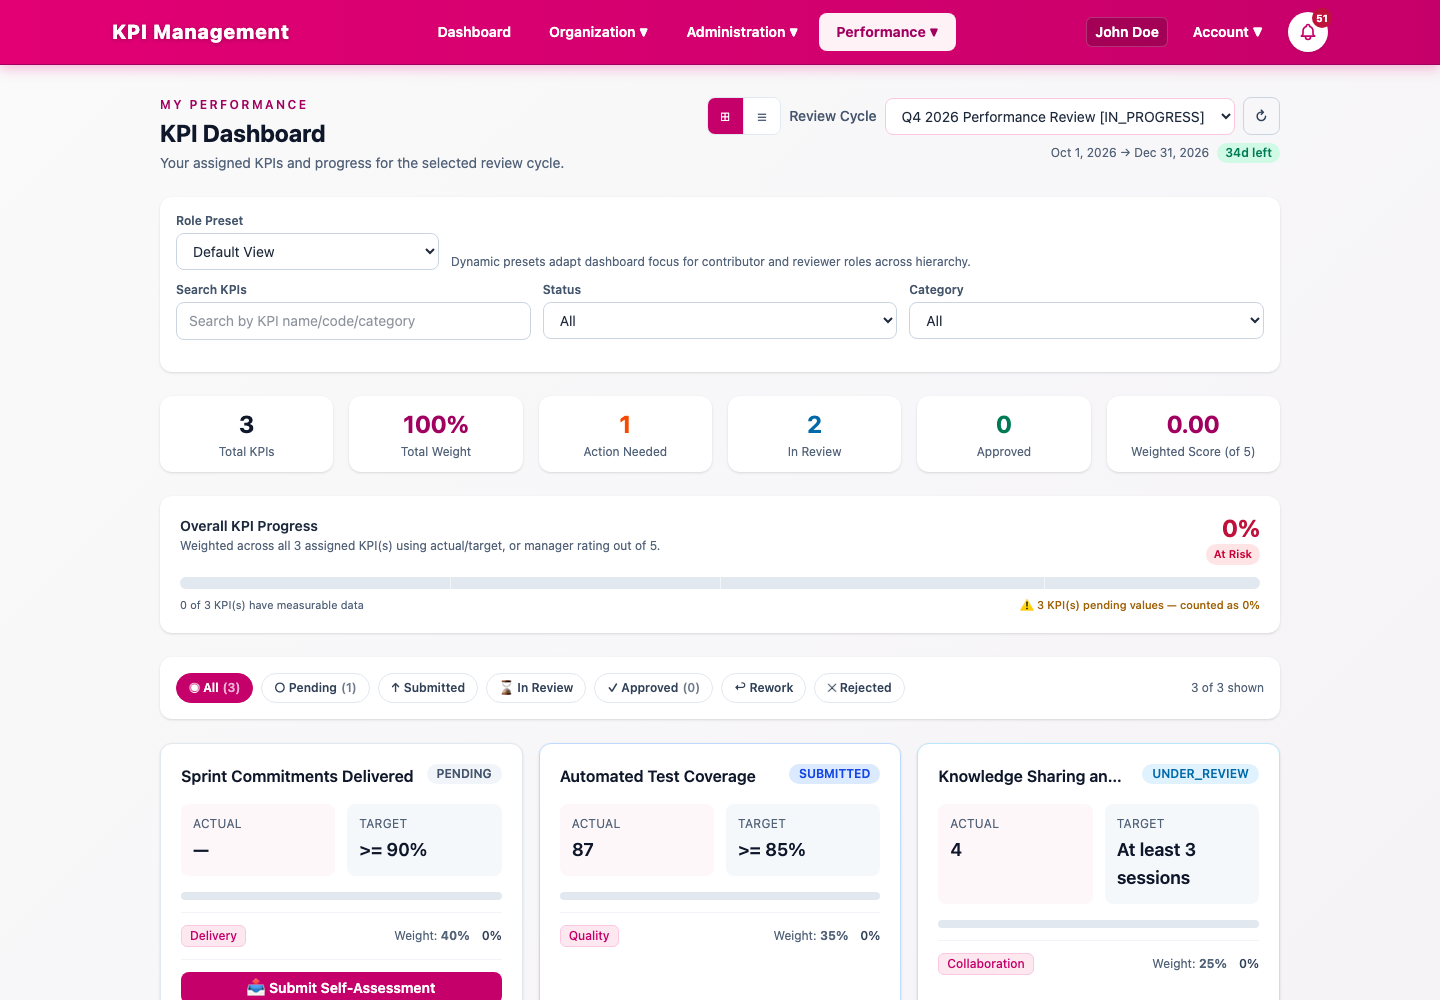 KPI Management
Dashboard
Organization ▼
Administration ▼
Performance ▼
John Doe
Account ▼
51
MY PERFORMANCE
KPI Dashboard
Your assigned KPIs and progress for the selected review cycle.
Review Cycle
Q4 2026 Performance Review [IN_PROGRESS]
Oct 1, 2026 → Dec 31, 2026
34d left
Role Preset
Default View
Dynamic presets adapt dashboard focus for contributor and reviewer roles across hierarchy.
Search KPIs
Status
Category
Search by KPI name/code/category
All
All
3
Total KPIs
100%
Total Weight
1
Action Needed
2
In Review
0
Approved
0.00
Weighted Score (of 5)
Overall KPI Progress
Weighted across all 3 assigned KPI(s) using actual/target, or manager rating out of 5.
0%
At Risk
0 of 3 KPI(s) have measurable data
⚠️ 3 KPI(s) pending values — counted as 0%
◉ All (3)
○ Pending (1)
↑ Submitted
⏳ In Review
✓ Approved (0)
↩ Rework
✕ Rejected
3 of 3 shown
Sprint Commitments Delivered
PENDING
ACTUAL
—
TARGET
>= 90%
Delivery
Weight: 40%
0%
📤 Submit Self-Assessment
Automated Test Coverage
SUBMITTED
ACTUAL
87
TARGET
>= 85%
Quality
Weight: 35%
0%
Knowledge Sharing an...
UNDER_REVIEW
ACTUAL
4
TARGET
At least 3
sessions
Collaboration
Weight: 25%
0%